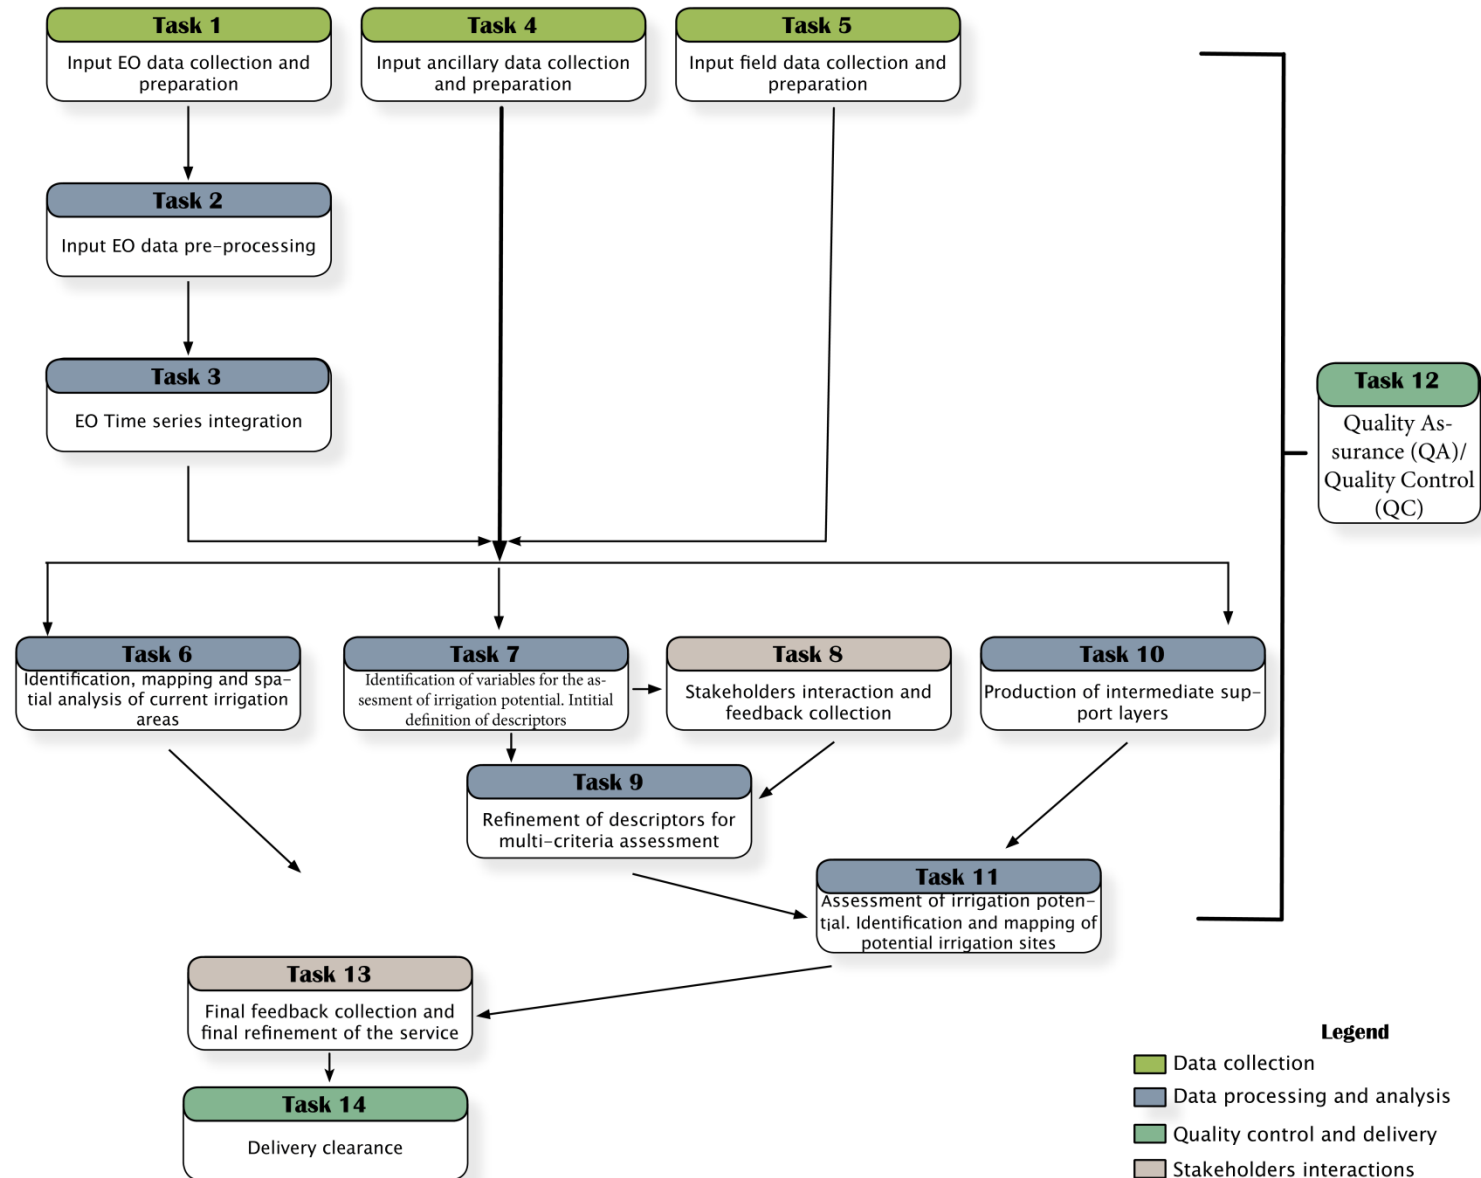 Task 1
Input EO data collection and
preparation
Task 4
Input ancillary data collection
and preparation
Task 5
Input field data collection and
preparation
Task 2
Input EO data pre-processing
Task 3
EO Time series integration
Task 12
Quality As-
surance (QA)/
Quality Control
(QC)
Task 6
Identification, mapping and spa-
tial analysis of current irrigation
areas
Task 7
Identification of variables for the as-
sesment of irrigation potential. Intitial
definition of descriptors
Task 8
Stakeholders interaction and
feedback collection
Task 10
Production of intermediate sup-
port layers
Task 9
Refinement of descriptors for
multi-criteria assessment
Task 11
Assessment of irrigation poten-
tial. Identification and mapping of
potential irrigation sites
Task 13
Final feedback collection and
final refinement of the service
Task 14
Delivery clearance
Legend
Data collection
Data processing and analysis
Quality control and delivery
Stakeholders interactions